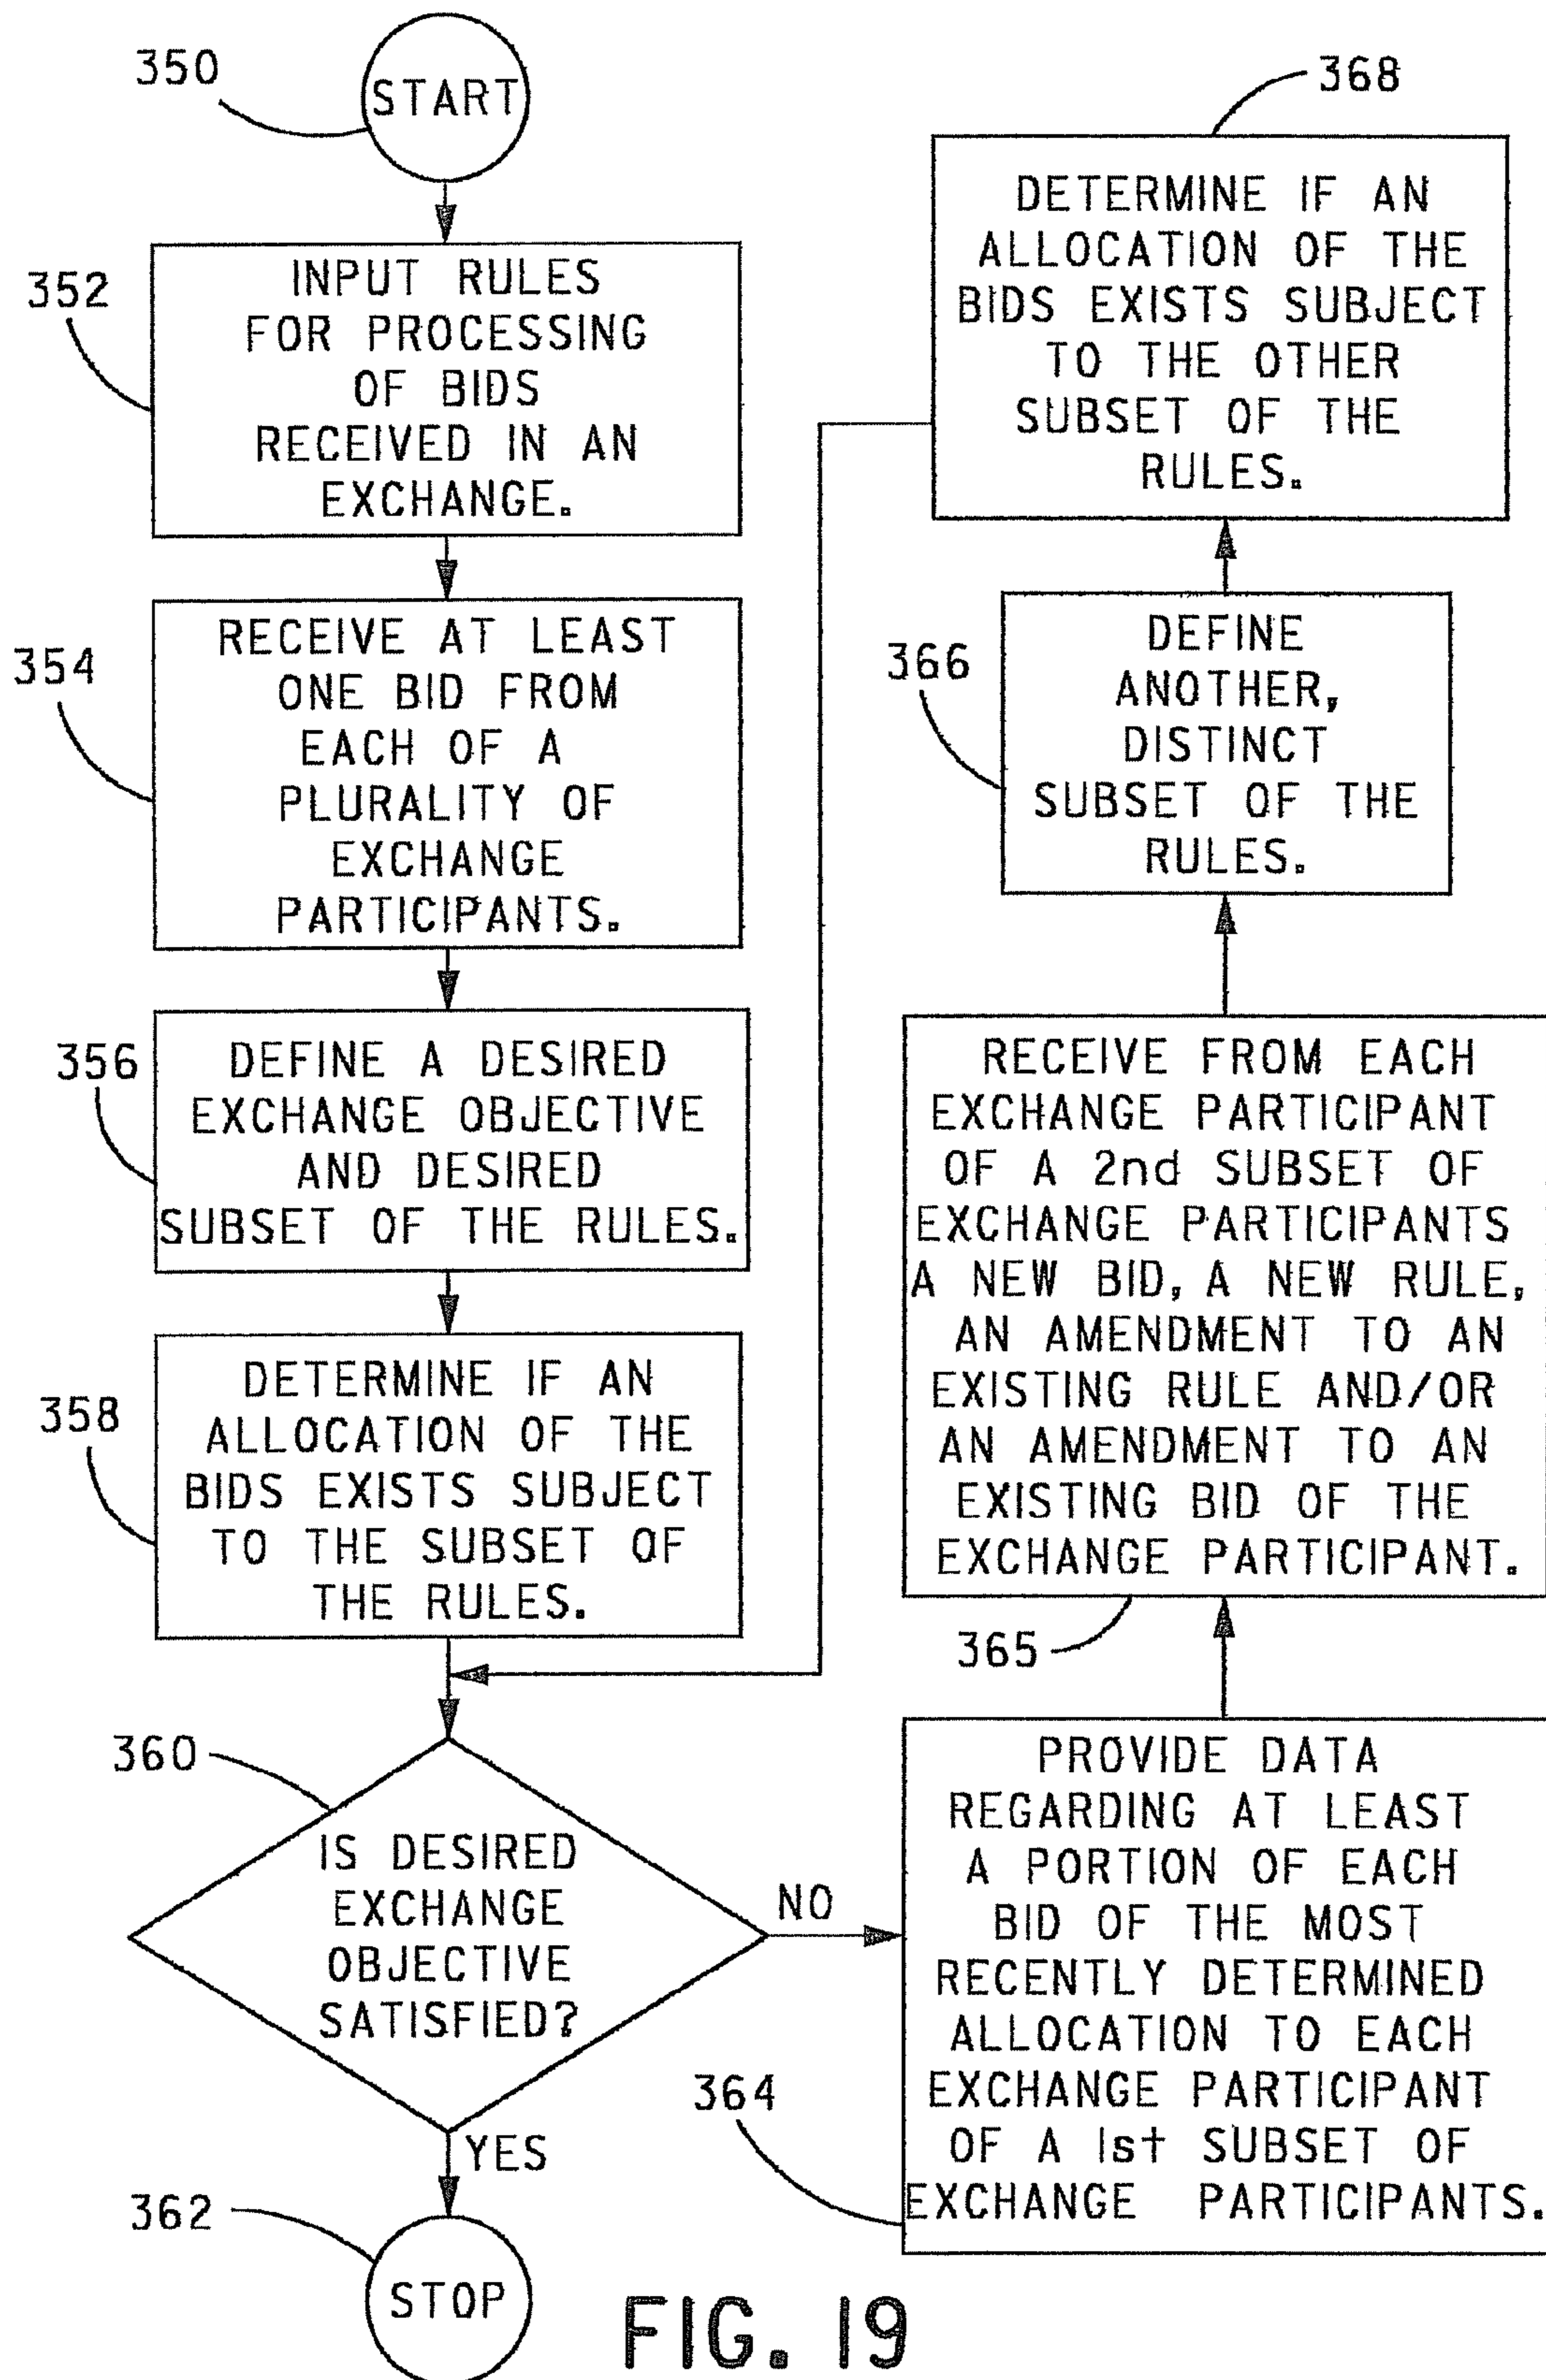 350
START
352
INPUT RULES
FOR PROCESSING
OF BIDS
RECEIVED IN AN
EXCHANGE.
354
RECEIVE AT LEAST
ONE BID FROM
EACH OF A
PLURALITY OF
EXCHANGE
PARTICIPANTS.
356
DEFINE A DESIRED
EXCHANGE OBJECTIVE
AND DESIRED
SUBSET OF THE RULES.
358
DETERMINE IF AN
ALLOCATION OF THE
BIDS EXISTS SUBJECT
TO THE SUBSET OF
THE RULES.
360
IS DESIRED
EXCHANGE
OBJECTIVE
SATISFIED?
NO
YES
362
STOP
364
PROVIDE DATA
REGARDING AT LEAST
A PORTION OF EACH
BID OF THE MOST
RECENTLY DETERMINED
ALLOCATION TO EACH
EXCHANGE PARTICIPANT
OF A 1st SUBSET OF
EXCHANGE PARTICIPANTS.
365
RECEIVE FROM EACH
EXCHANGE PARTICIPANT
OF A 2nd SUBSET OF
EXCHANGE PARTICIPANTS
A NEW BID, A NEW RULE,
AN AMENDMENT TO AN
EXISTING RULE AND/OR
AN AMENDMENT TO AN
EXISTING BID OF THE
EXCHANGE PARTICIPANT.
366
DEFINE
ANOTHER,
DISTINCT
SUBSET OF THE
RULES.
368
DETERMINE IF AN
ALLOCATION OF THE
BIDS EXISTS SUBJECT
TO THE OTHER
SUBSET OF THE
RULES.
FIG. 19